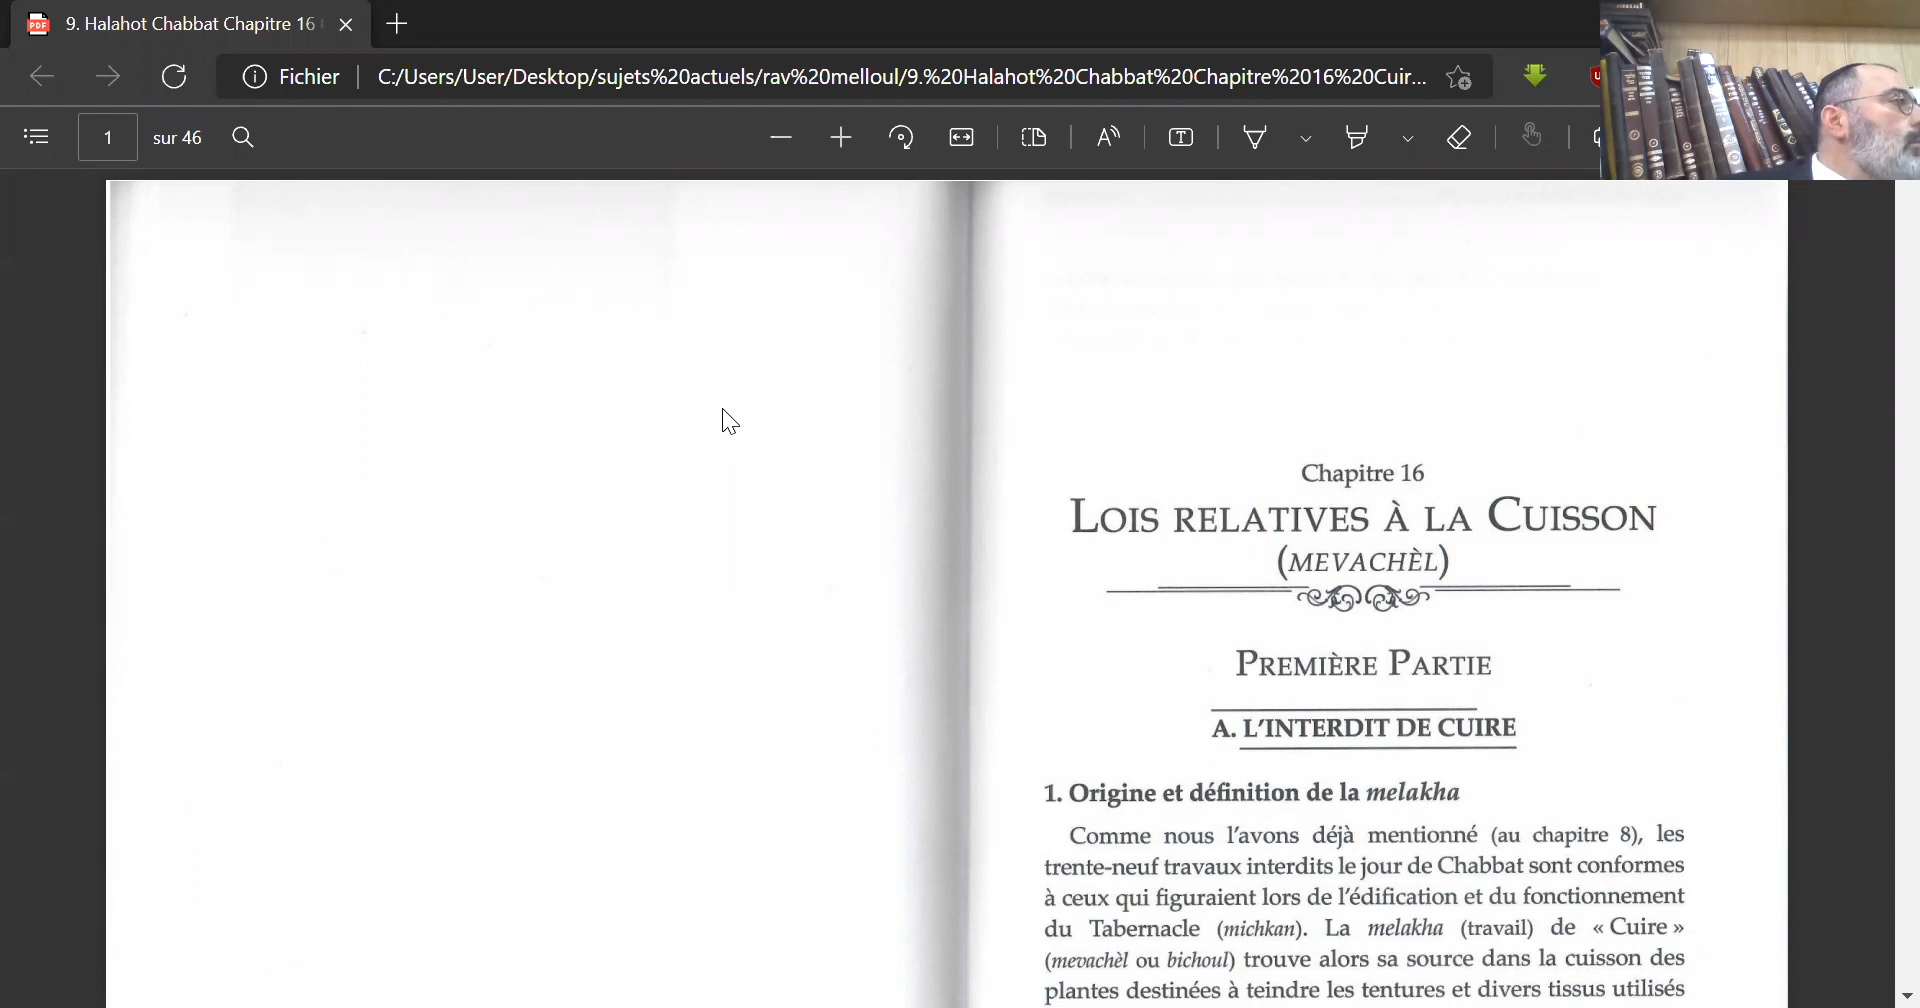 9. Halahot Chabbat Chapitre 16
Fichier
C:/Users/User/Desktop/sujets%20actuels/rav%20melloul/9.%20Halahot%20Chabbat%20Chapitre%2016%20Cuir...
1 sur 46
Chapitre 16
LOIS RELATIVES À LA CUISSON
(MEVACHÈL)
PREMIÈRE PARTIE
A. L'INTERDIT DE CUIRE
1. Origine et définition de la melakha
Comme nous l'avons déjà mentionné (au chapitre 8), les
trente-neuf travaux interdits le jour de Chabbat sont conformes
à ceux qui figuraient lors de l'édification et du fonctionnement
du Tabernacle (michkan). La melakha (travail) de « Cuire »
(mevachèl ou bichoul) trouve alors sa source dans la cuisson des
plantes destinées à teindre les tentures et divers tissus utilisés